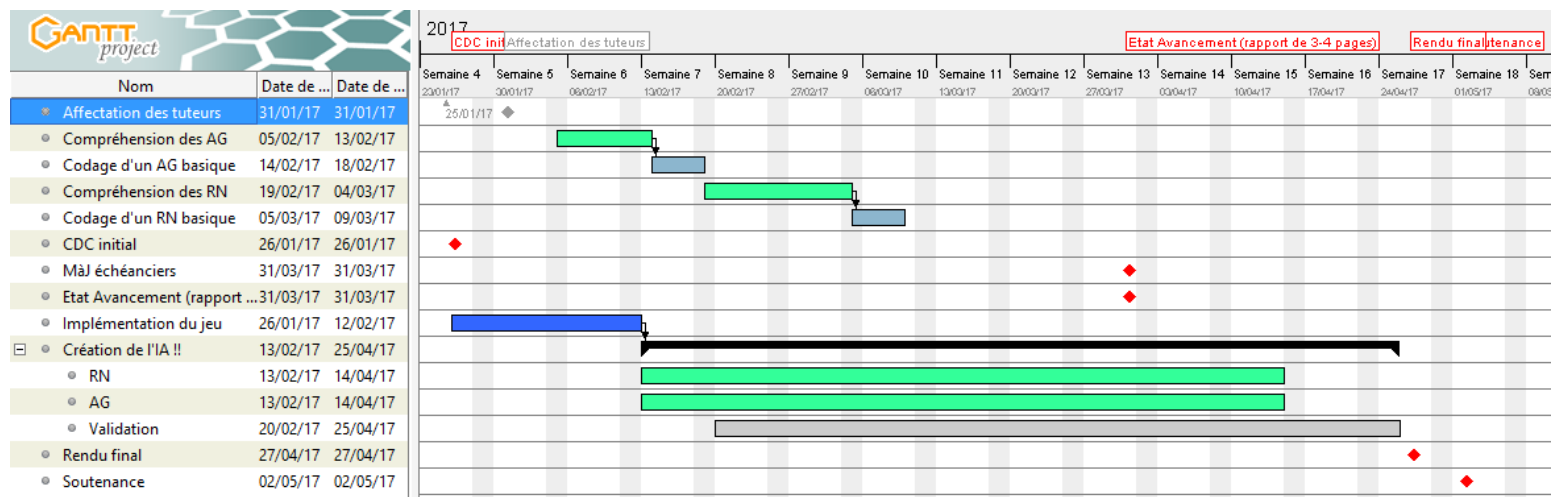 GANTT
project
2017
CDC init Affectation des tuteurs Etat Avancement (rapport de 3-4 pages) Rendu final utenance
Semaine 4 Semaine 5 Semaine 6 Semaine 7 Semaine 8 Semaine 9 Semaine 10 Semaine 11 Semaine 12 Semaine 13 Semaine 14 Semaine 15 Semaine 16 Semaine 17 Semaine 18 Sem
Nom Date de ... Date de ...
23/01/17 30/01/17 06/02/17 13/02/17 20/02/17 27/02/17 06/03/17 13/03/17 20/03/17 27/03/17 03/04/17 10/04/17 17/04/17 24/04/17 01/05/17 08/05
Affectation des tuteurs 31/01/17 31/01/17 25/01/17
Compréhension des AG 05/02/17 13/02/17
Codage d'un AG basique 14/02/17 18/02/17
Compréhension des RN 19/02/17 04/03/17
Codage d'un RN basique 05/03/17 09/03/17
CDC initial 26/01/17 26/01/17
MàJ échéanciers 31/03/17 31/03/17
Etat Avancement (rapport ... 31/03/17 31/03/17
Implémentation du jeu 26/01/17 12/02/17
Création de l'IA !! 13/02/17 25/04/17
RN 13/02/17 14/04/17
AG 13/02/17 14/04/17
Validation 20/02/17 25/04/17
Rendu final 27/04/17 27/04/17
Soutenance 02/05/17 02/05/17